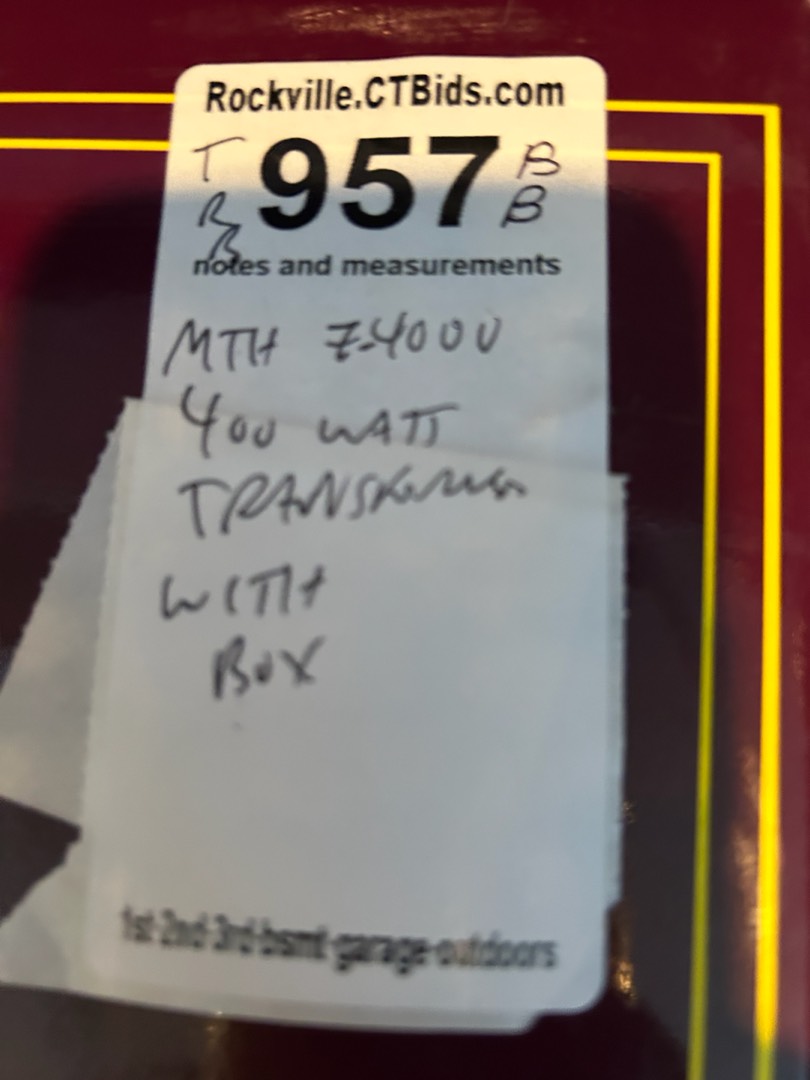 Rockville.CTBids.com
T 957 B
R B
B
notes and measurements
MTH Z-4000
400 WATT
TRANSFORMER
WITH
BOX
1st-2nd-3rd-bsmt-garage-outdoors